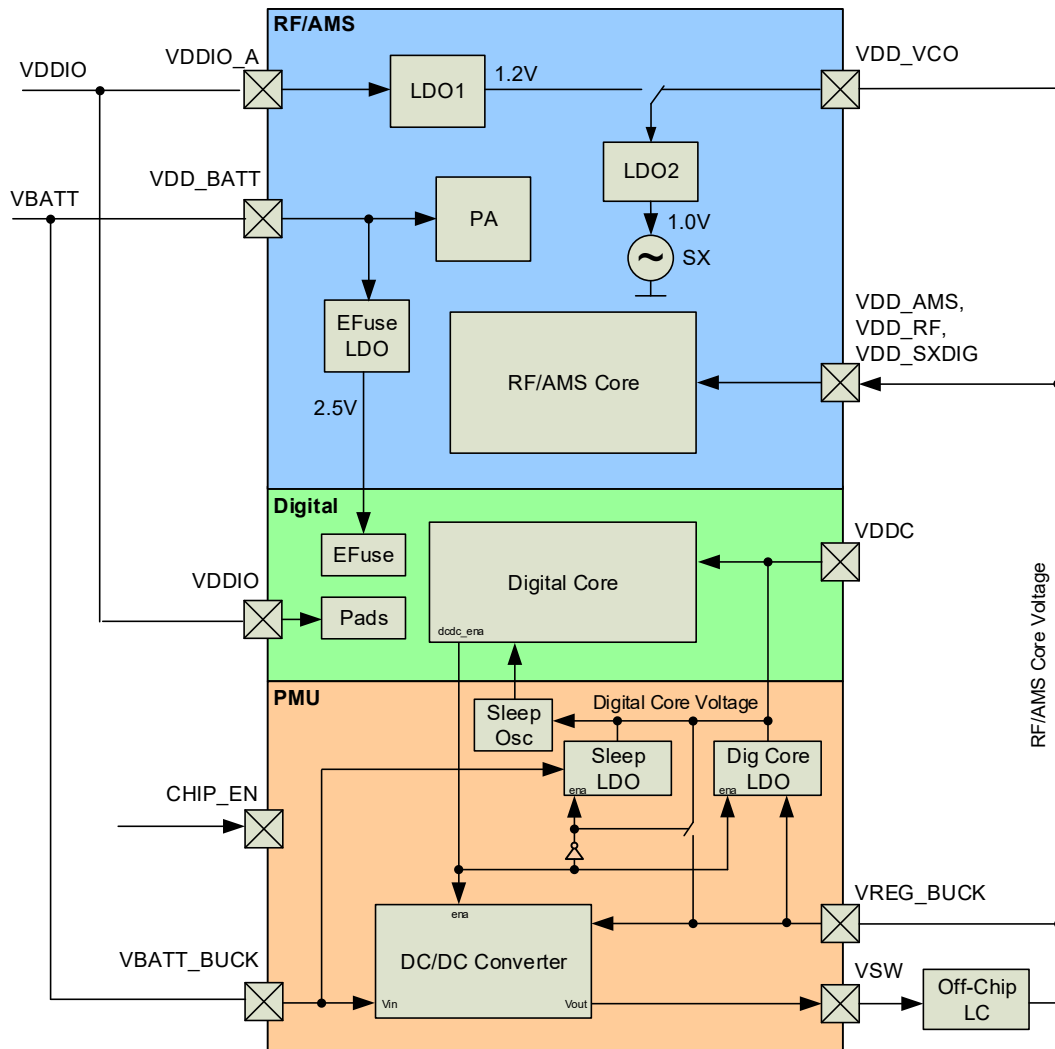 RF/AMS
VDDIO
VDDIO_A
LDO1
1.2V
VDD_VCO
LDO2
1.0V
SX
VBATT
VDD_BATT
PA
EFuse
LDO
2.5V
RF/AMS Core
VDD_AMS,
VDD_RF,
VDD_SXDIG
Digital
EFuse
Digital Core
dcdc_ena
VDDC
VDDIO
Pads
RF/AMS Core Voltage
PMU
Sleep
Osc
Digital Core Voltage
Sleep
LDO
ena
Dig Core
LDO
ena
CHIP_EN
ena
DC/DC Converter
Vin
Vout
VREG_BUCK
VBATT_BUCK
VSW
Off-Chip
LC